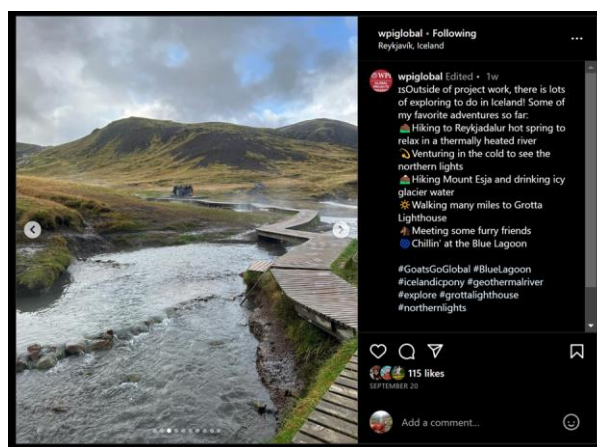 wpiglobal • Following
Reykjavík, Iceland
wpiglobal Edited • 1w
ısOutside of project work, there is lots
of exploring to do in Iceland! Some of
my favorite adventures so far:
🏔Hiking to Reykjadalur hot spring to
relax in a thermally heated river
💫Venturing in the cold to see the
northern lights
🏔Hiking Mount Esja and drinking icy
glacier water
☀Walking many miles to Grotta
Lighthouse
🐴Meeting some furry friends
🌀Chillin' at the Blue Lagoon
#GoatsGoGlobal #BlueLagoon
#icelandicpony #geothermalriver
#explore #grottalighthouse
#northernlights
115 likes
SEPTEMBER 20
Add a comment...